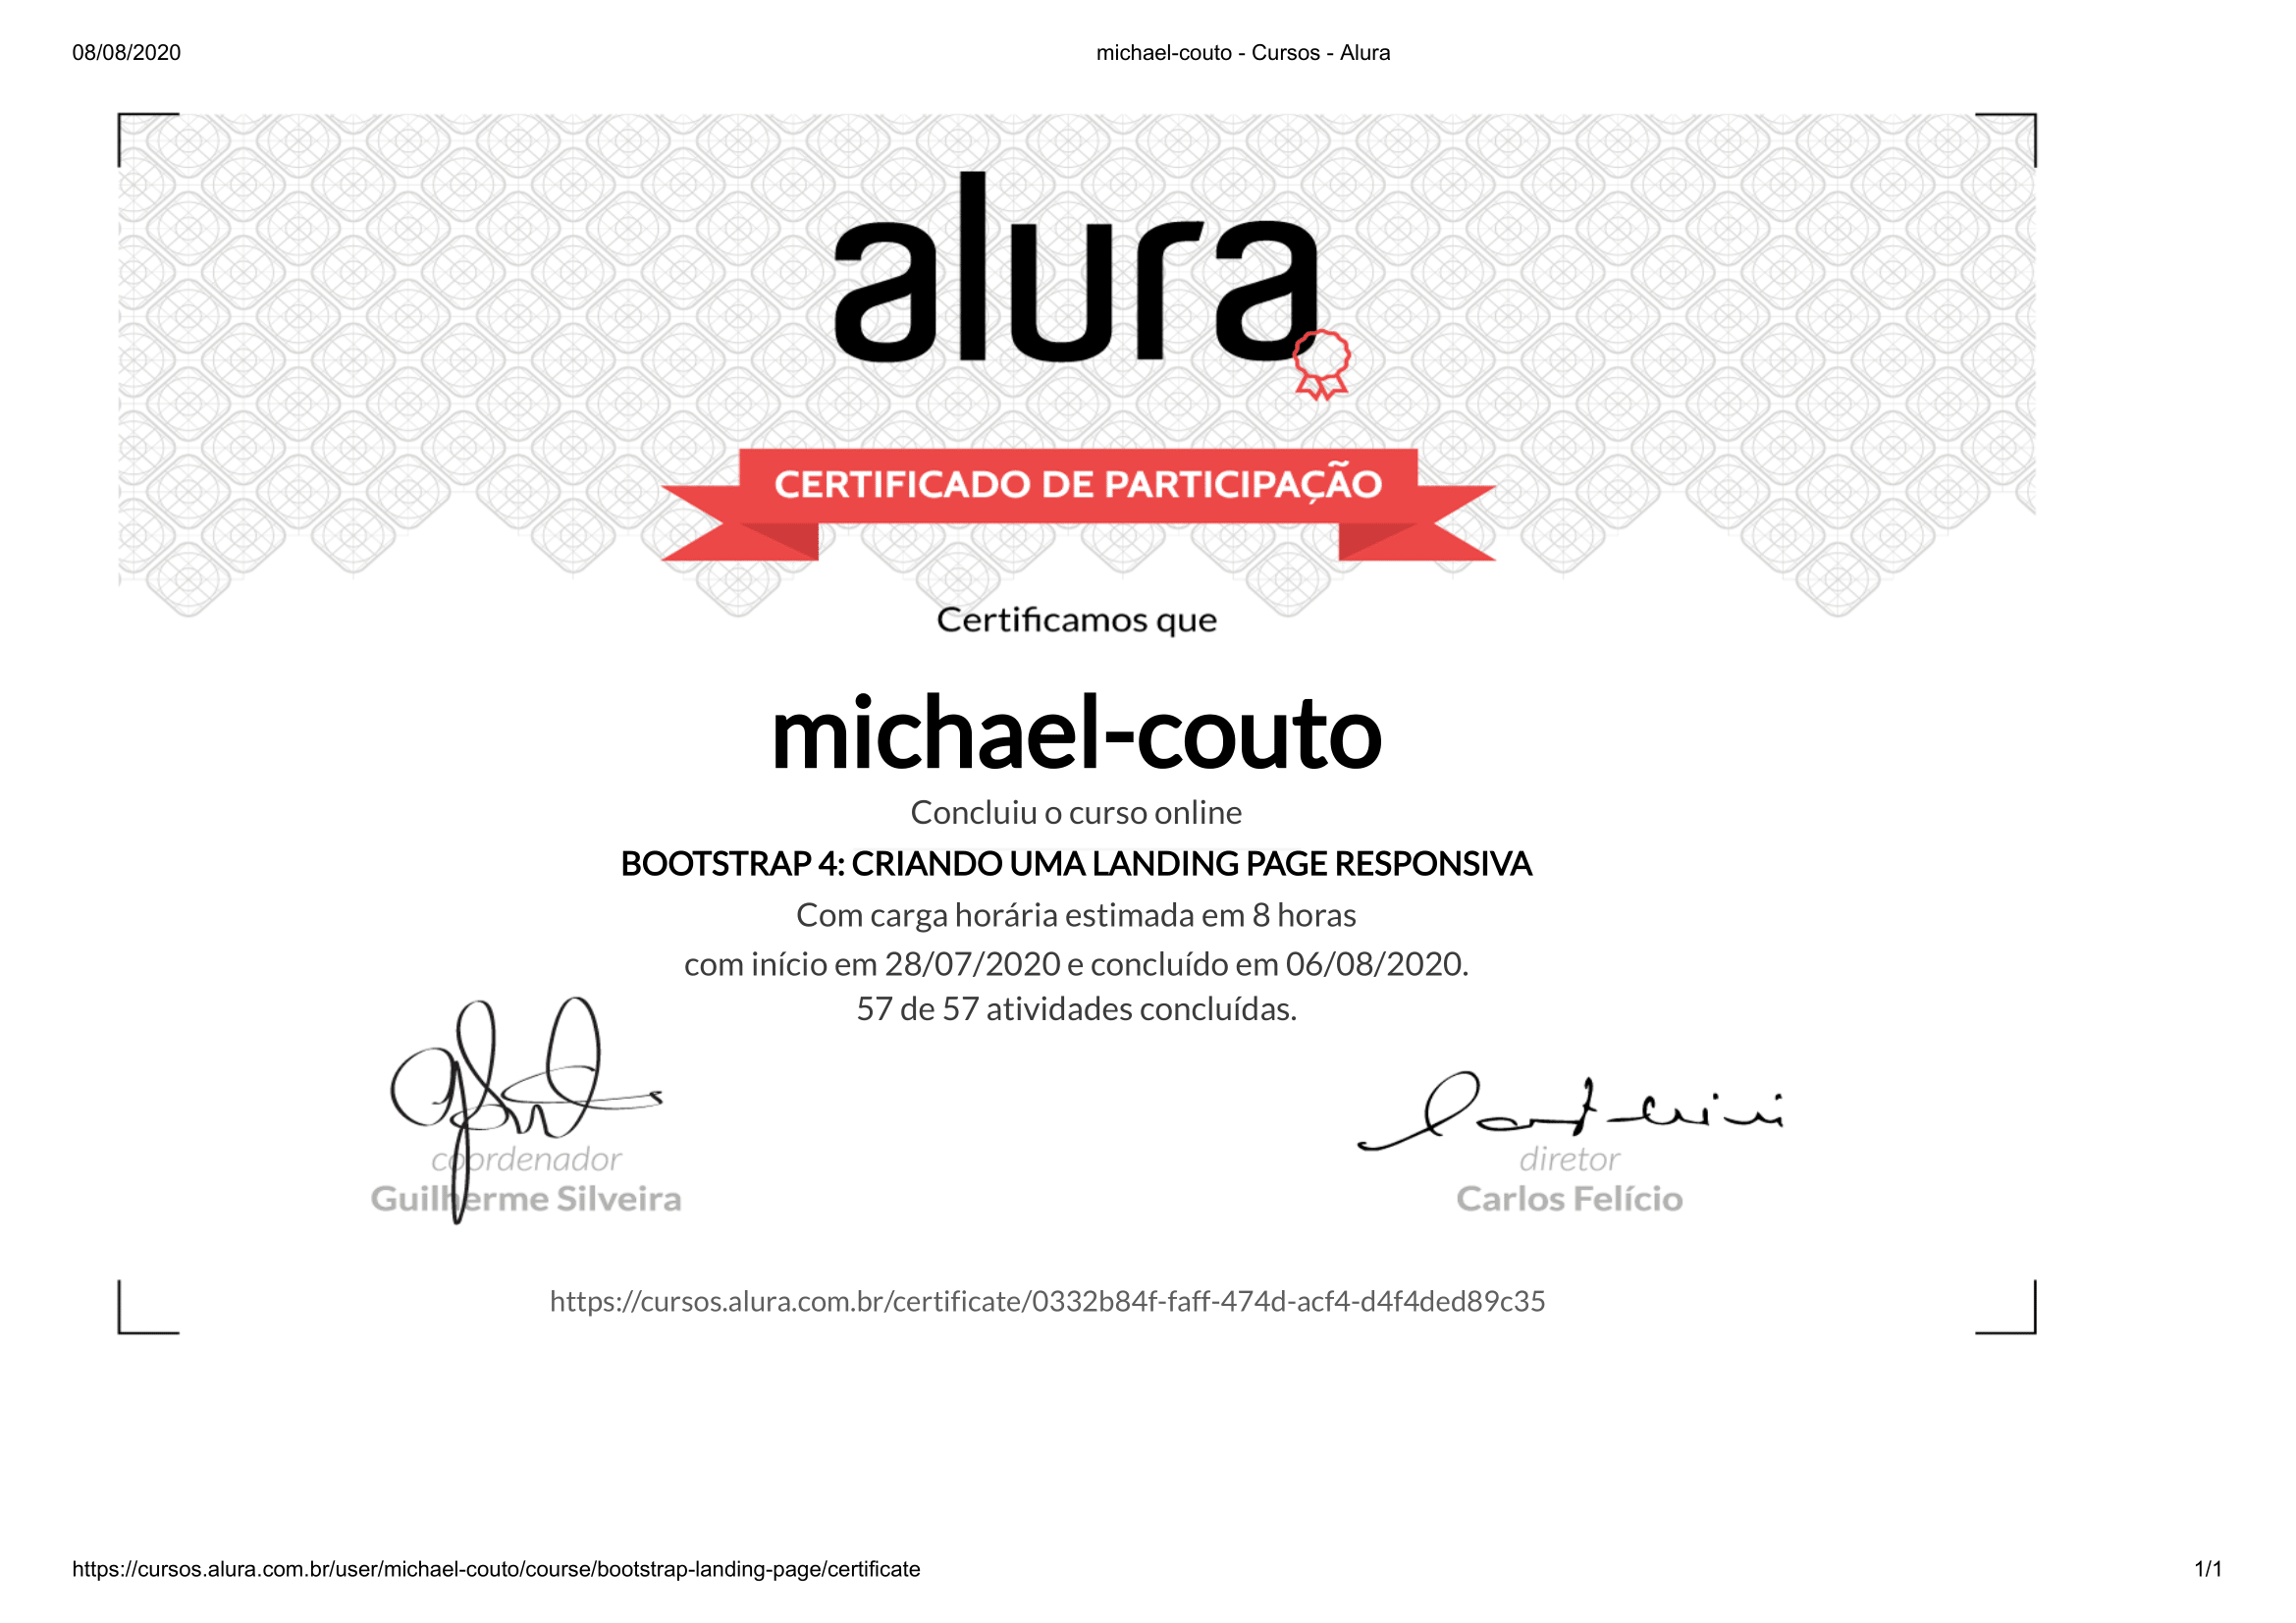 08/08/2020
michael-couto - Cursos - Alura
alura
CERTIFICADO DE PARTICIPAÇÃO
Certificamos que
michael-couto
Concluiu o curso online
BOOTSTRAP 4: CRIANDO UMA LANDING PAGE RESPONSIVA
Com carga horária estimada em 8 horas
com início em 28/07/2020 e concluído em 06/08/2020.
57 de 57 atividades concluídas.
coordenador
Guilherme Silveira
diretor
Carlos Felício
https://cursos.alura.com.br/certificate/0332b84f-faff-474d-acf4-d4f4ded89c35
https://cursos.alura.com.br/user/michael-couto/course/bootstrap-landing-page/certificate
1/1